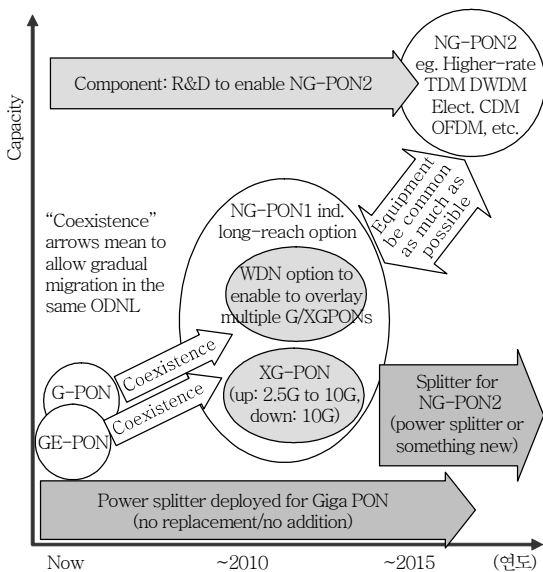 Capacity
Component: R&D to enable NG-PON2
NG-PON2
eg. Higher-rate
TDM DWDM
Elect. CDM
OFDM, etc.
Equipment
be common
as much as
possible
"Coexistence"
arrows mean to
allow gradual
migration in the
same ODNL
NG-PON1 ind.
long-reach option
WDN option to
enable to overlay
multiple G/XGPONs
XG-PON
(up: 2.5G to 10G,
down: 10G)
Coexistence
Coexistence
G-PON
GE-PON
Splitter for
NG-PON2
(power splitter or
something new)
Power splitter deployed for Giga PON
(no replacement/no addition)
Now
~2010
~2015
(연도)